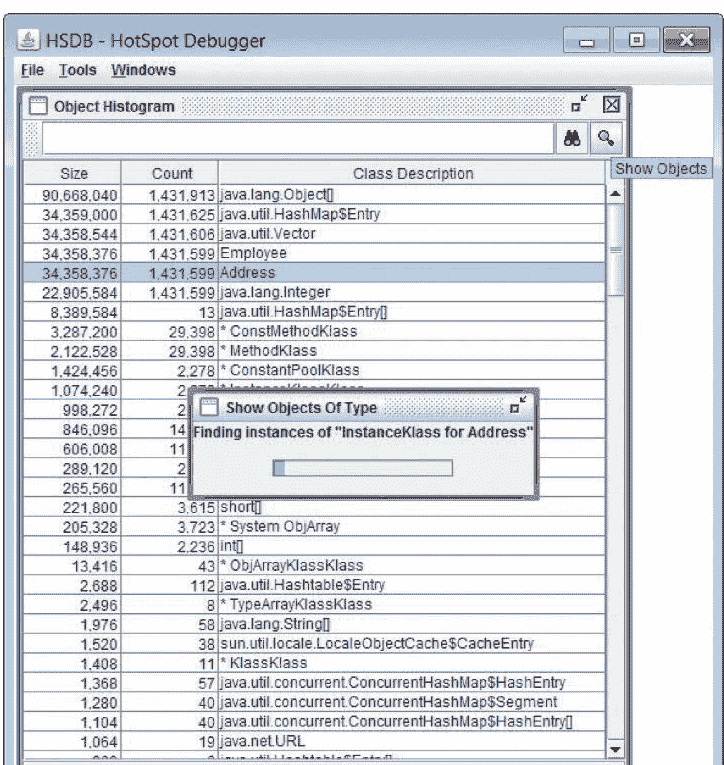 HSDB - HotSpot Debugger
File Tools Windows
Object Histogram
Show Objects
Size Count Class Description
90,668,040 1,431,913 java.lang.Object[]
34,359,000 1,431,625 java.util.HashMap$Entry
34,358,544 1,431,606 java.util.Vector
34,358,376 1,431,599 Employee
34,358,376 1,431,599 Address
22,905,584 1,431,599 java.lang.Integer
8,389,584 13 java.util.HashMap$Entry[]
3,287,200 29,398 * ConstMethodKlass
2,122,528 29,398 * MethodKlass
1,424,456 2,278 * ConstantPoolKlass
1,074,240
998,272 2
846,096 14
606,008 11
289,120 2
265,560 11
Show Objects Of Type
Finding instances of "InstanceKlass for Address"
221,800 3,615 short[]
205,328 3,723 * System ObjArray
148,936 2,236 int[]
13,416 43 * ObjArrayKlassKlass
2,688 112 java.util.Hashtable$Entry
2,496 8 * TypeArrayKlassKlass
1,976 58 java.lang.String[]
1,520 38 sun.util.locale.LocaleObjectCache$CacheEntry
1,408 11 * KlassKlass
1,368 57 java.util.concurrent.ConcurrentHashMap$HashEntry
1,280 40 java.util.concurrent.ConcurrentHashMap$Segment
1,104 40 java.util.concurrent.ConcurrentHashMap$HashEntry[]
1,064 19 java.net.URL